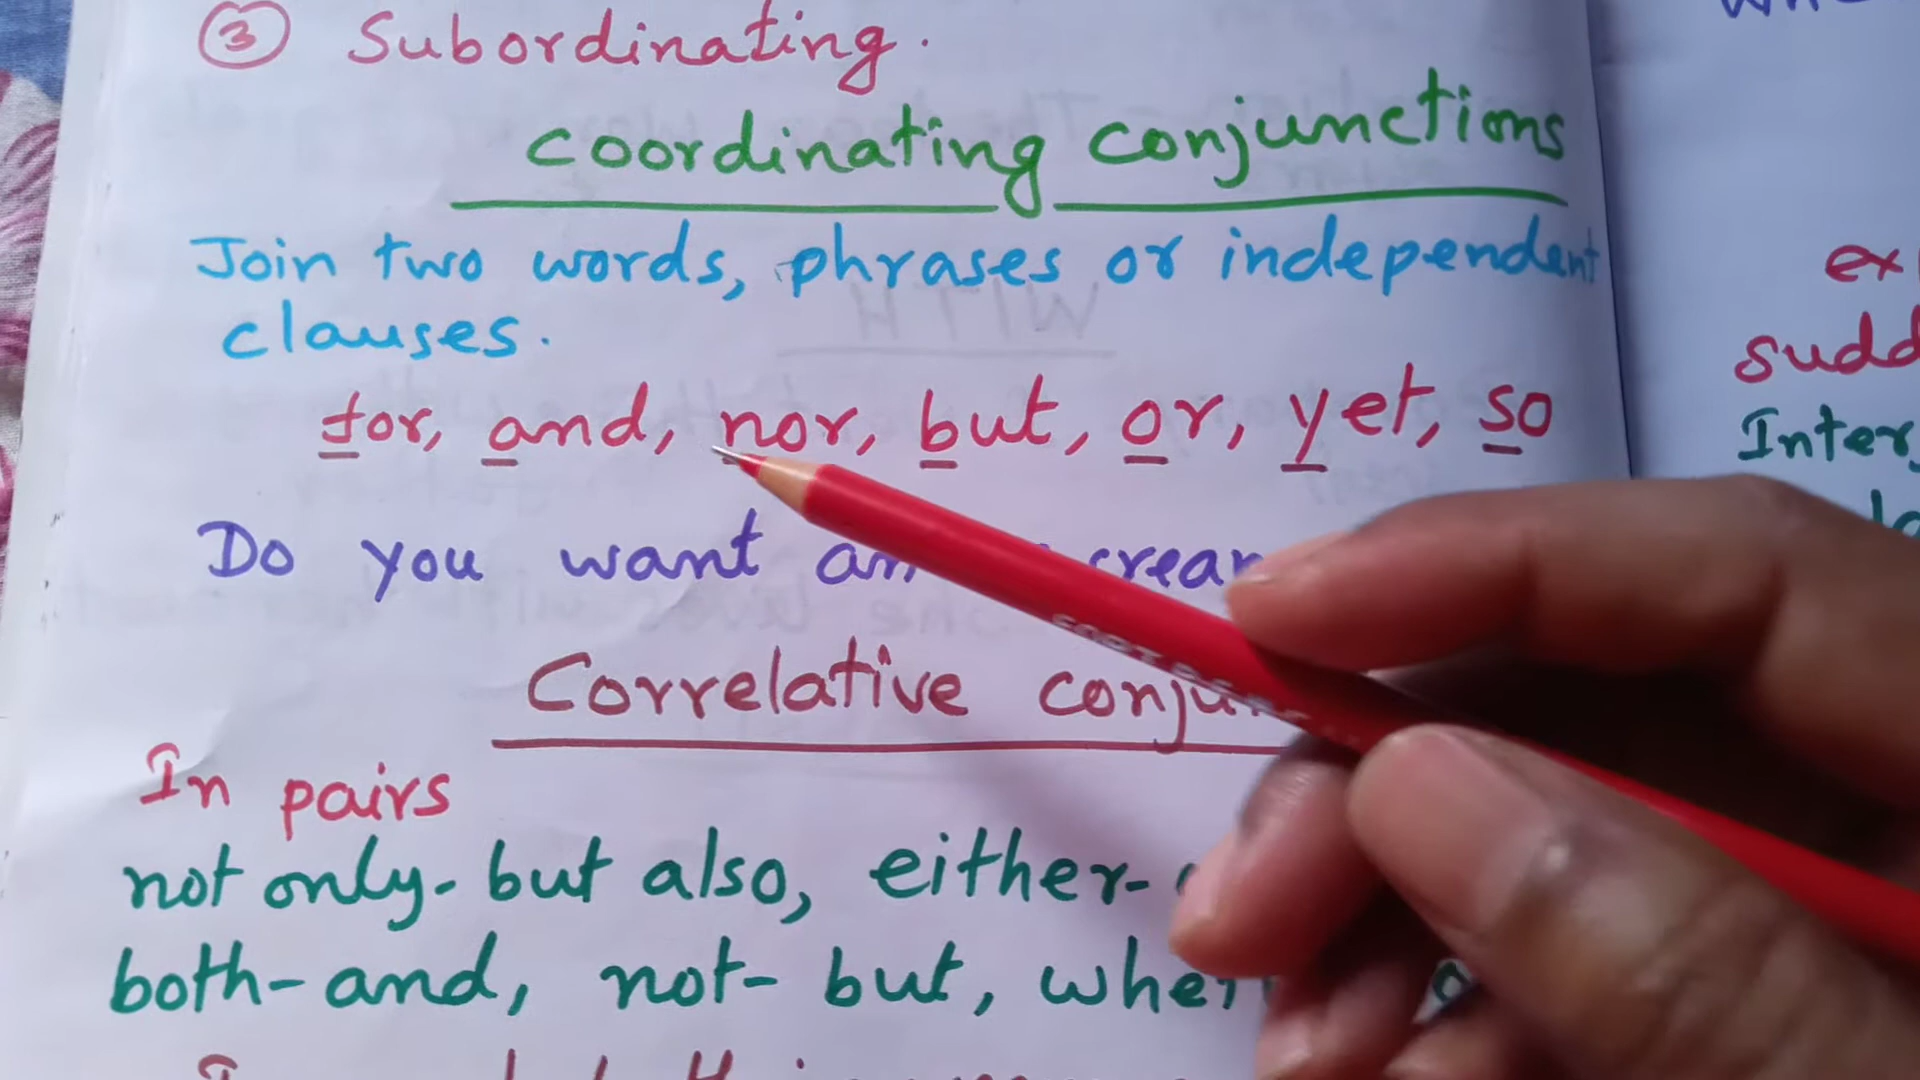 ③ Subordinating.
Coordinating conjunctions
Join two words, phrases or independent
clauses.
for, and, nor, but, or, yet, so
Do you want an
Correlative
In pairs
not only- but also, either-
both- and, not- but,